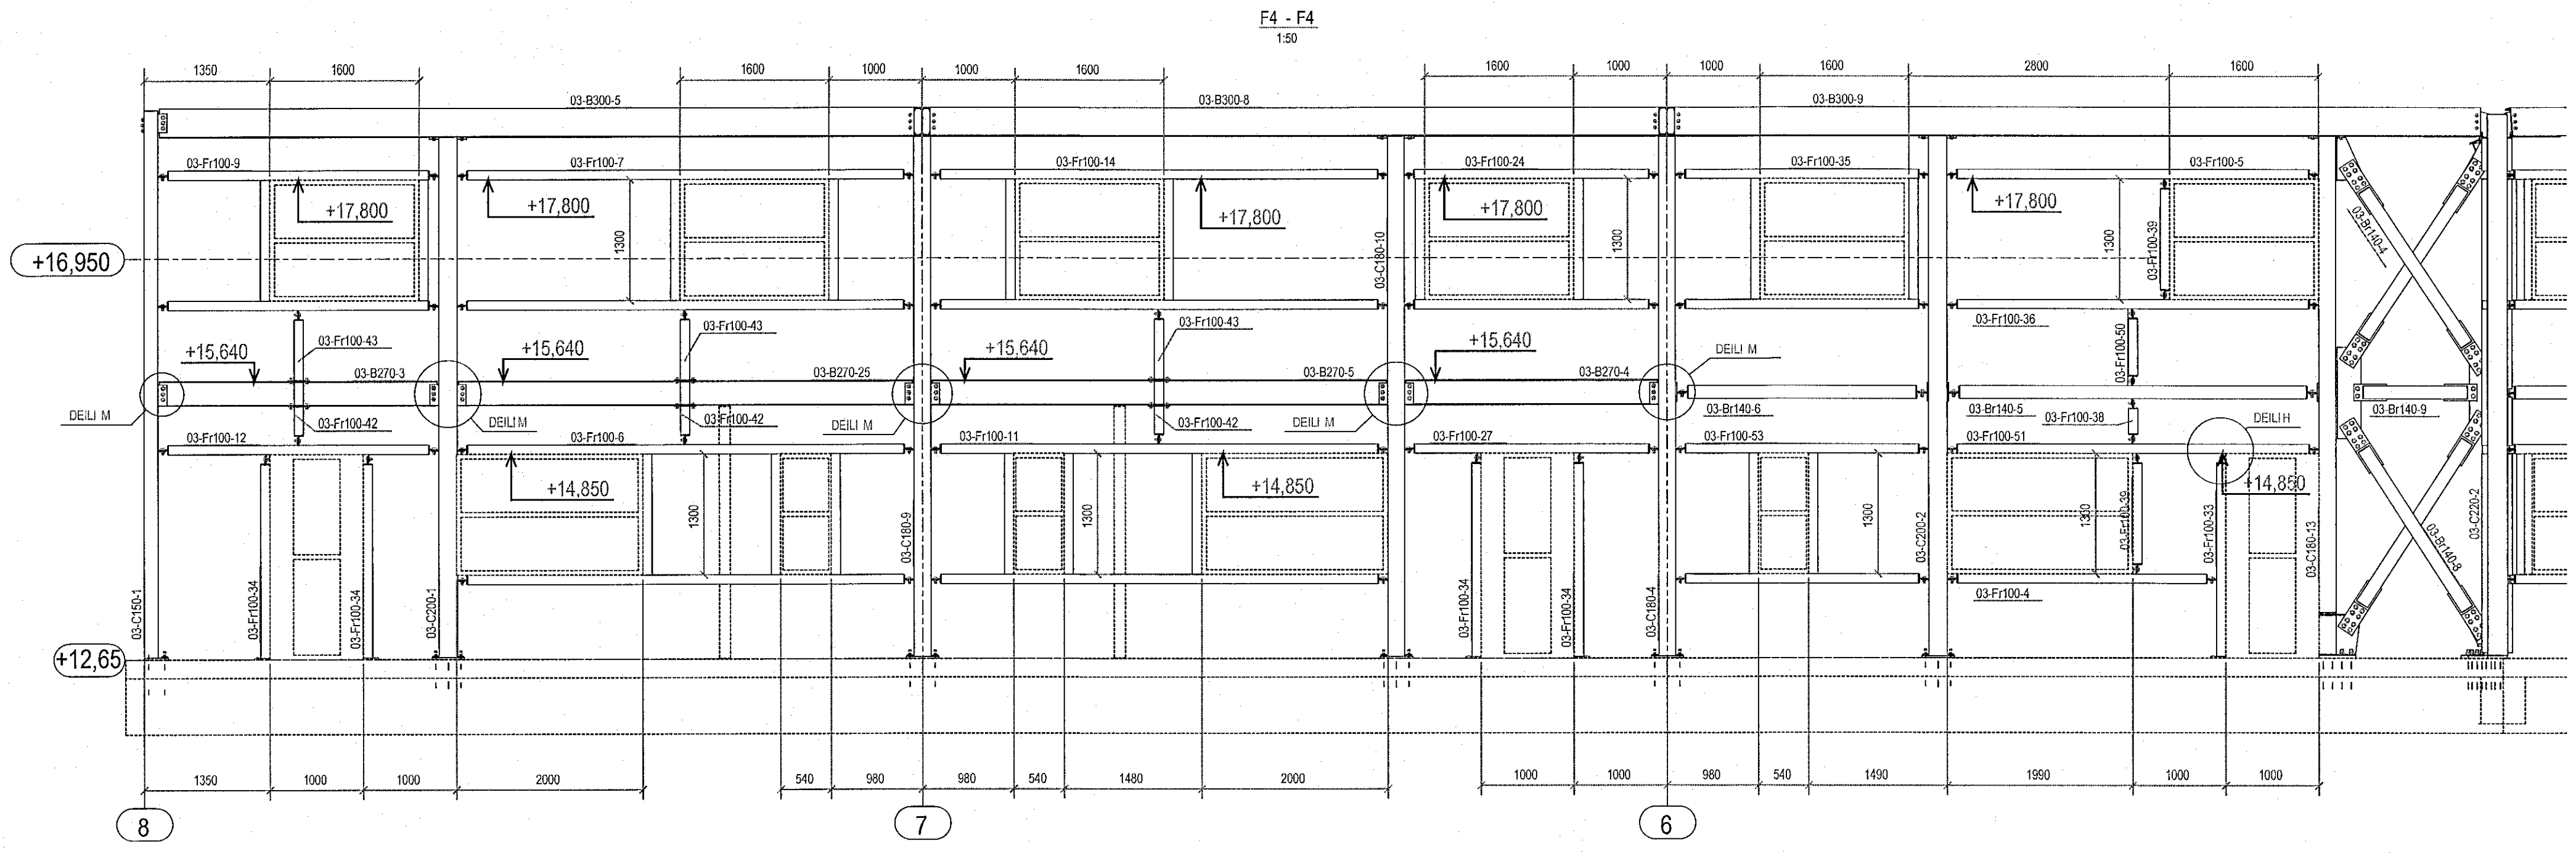 F4 - F4
1:50
1350 1600 1600 1000 1000 1600 1600 1000 1000 1600 2800 1600
03-B300-5 03-B300-8 03-B300-9
03-Fr100-9 03-Fr100-7 03-Fr100-14 03-Fr100-24 03-Fr100-35 03-Fr100-5
+17,800 +17,800 +17,800 +17,800 +17,800
1300 03-C180-10 1300 1300 03-Fr100-39 03-Br140-4
+16,950
03-Fr100-43 03-Fr100-43 03-Fr100-43 03-Fr100-36 03-Fr100-50
+15,640 +15,640 +15,640 +15,640 DEILI M
03-B270-3 03-B270-25 03-B270-5 03-B270-4
DEILI M DEILI M DEILI M DEILI M DEILI H
03-Fr100-42 03-Fr100-42 03-Fr100-42 03-Br140-6 03-Br140-5 03-Fr100-38 03-Br140-9
03-Fr100-12 03-Fr100-6 03-Fr100-11 03-Fr100-27 03-Fr100-53 03-Fr100-51
+14,850 +14,850 +14,850
1300 03-C180-9 1300 1300 03-C200-2 1300 03-Fr100-39 03-Fr100-33 03-C180-13 03-Br140-8 03-C220-2
03-C150-1 03-Fr100-34 03-Fr100-34 03-C200-1 03-Fr100-34 03-Fr100-34 03-C180-4 03-Fr100-4
+12,65
1350 1000 1000 2000 540 980 980 540 1480 2000 1000 1000 980 540 1490 1990 1000 1000
8 7 6